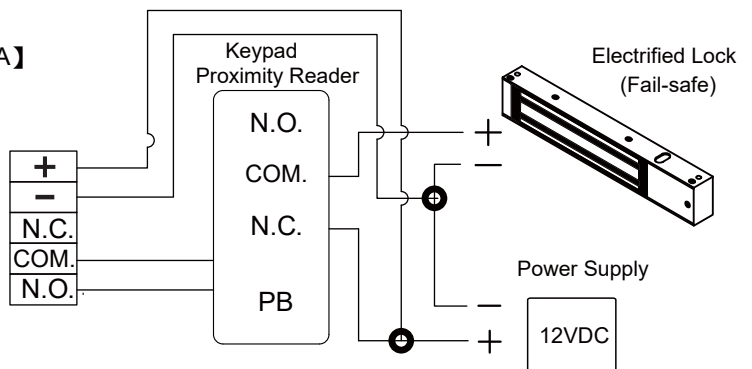 A】
Keypad
Proximity Reader
Electrified Lock
(Fail-safe)
N.O.
COM.
N.C.
PB
+
−
N.C.
COM.
N.O.
+
−
Power Supply
−
+
12VDC